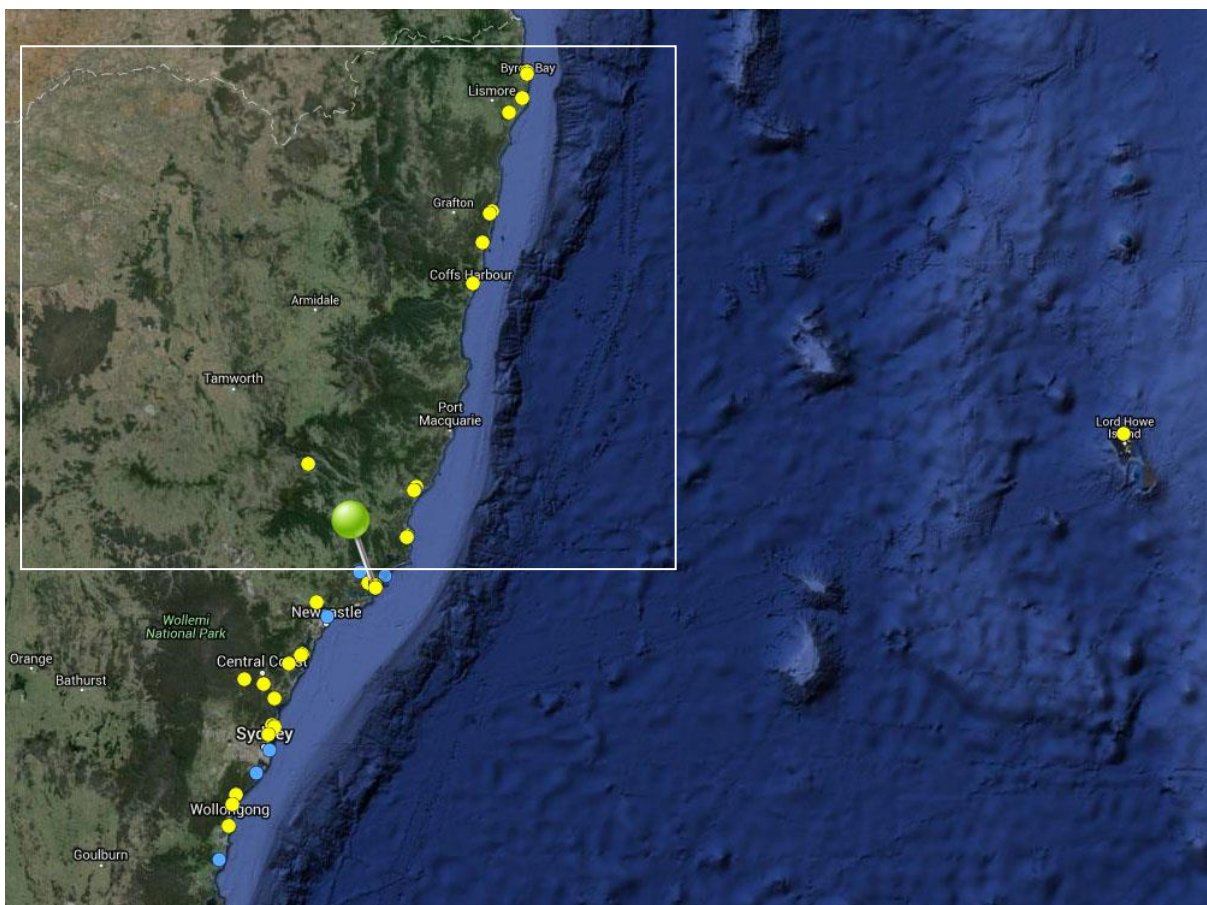 Byron Bay
Lismore
Grafton
Coffs Harbour
Armidale
Tamworth
Port
Macquarie
Lord Howe
Island
Newcastle
Wollemi
National Park
Orange
Central Coast
Bathurst
Sydney
Wollongong
Goulburn